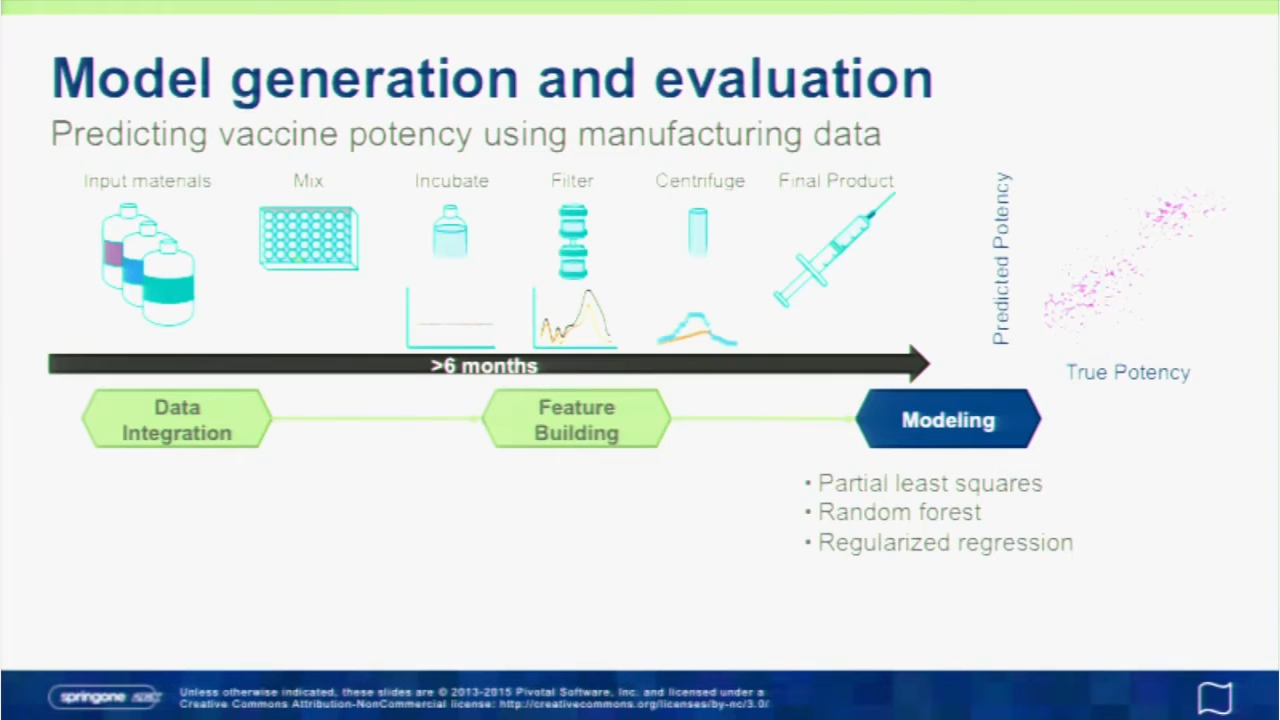 Model generation and evaluation
Predicting vaccine potency using manufacturing data
Input materials
Mix
Incubate
Filter
Centrifuge
Final Product
Predicted Potency
True Potency
>6 months
Data
Integration
Feature
Building
Modeling
• Partial least squares
• Random forest
• Regularized regression
springone
Unless otherwise indicated, these slides are © 2013-2015 Pivotal Software, Inc. and licensed under a
Creative Commons Attribution-NonCommercial license: http://creativecommons.org/licenses/by-nc/3.0/